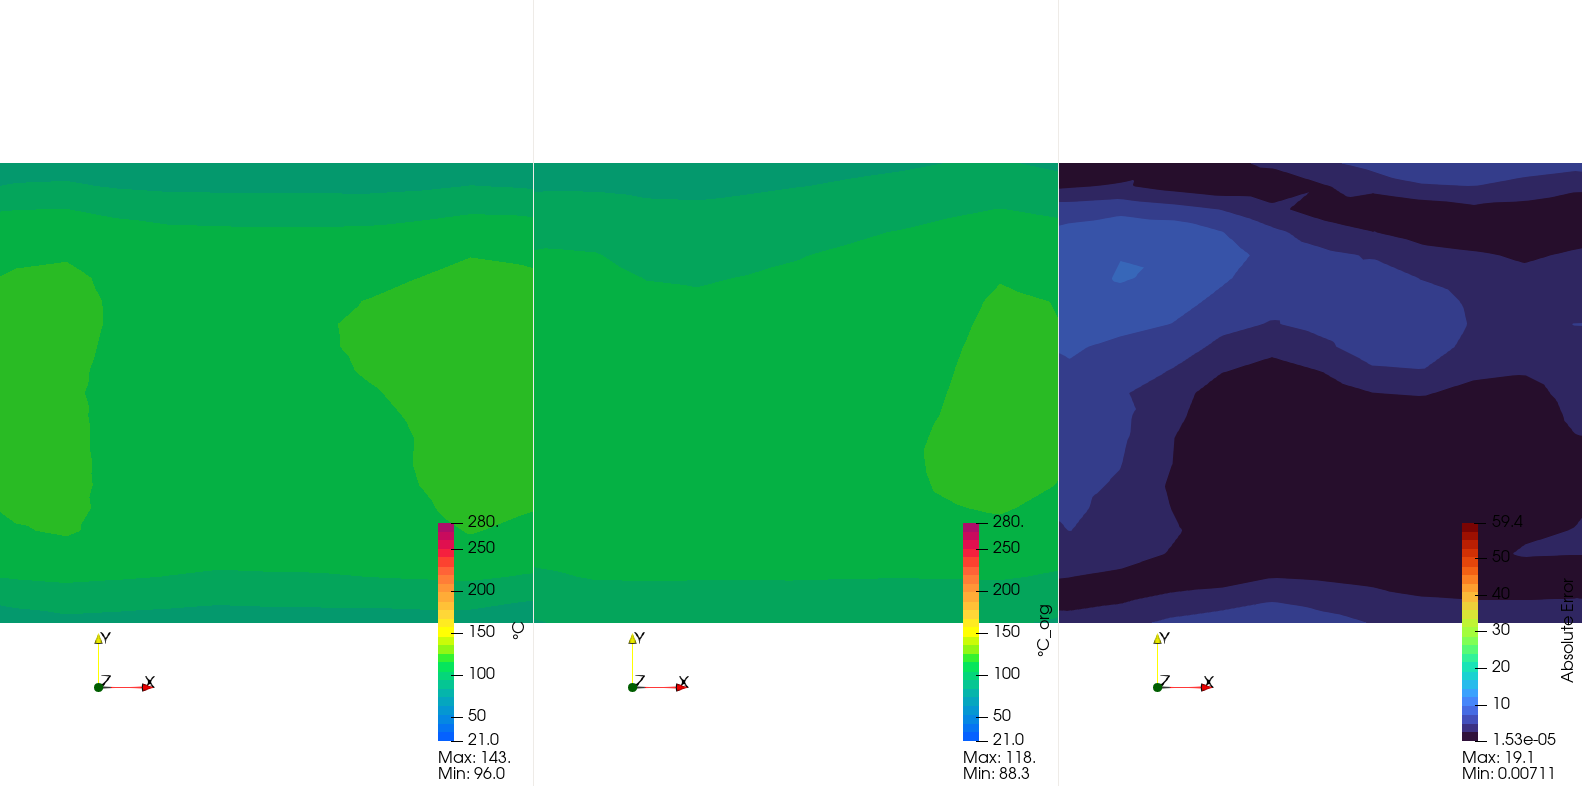 280.
250
200
150
100
50
21.0
°C
Max: 143.
Min: 96.0
Y
Z
X
280.
250
200
150
100
50
21.0
°C_org
Max: 118.
Min: 88.3
Y
Z
X
59.4
50
40
30
20
10
1.53e-05
Absolute Error
Max: 19.1
Min: 0.00711
Y
Z
X